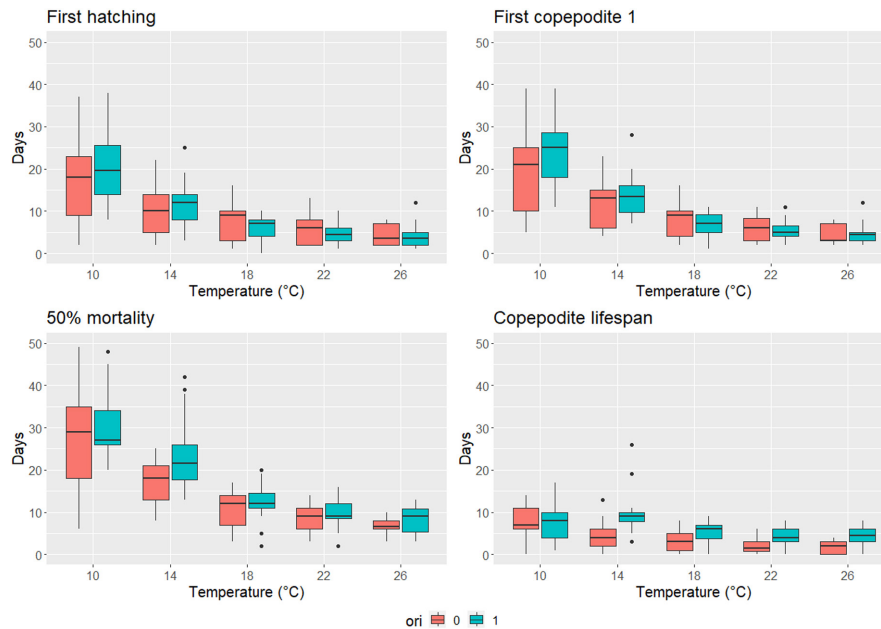 First hatching
First copepodite 1
50
50
40
40
30
30
Days
Days
20
20
10
10
0
0
10 14 18 22 26
10 14 18 22 26
Temperature (°C)
Temperature (°C)
50% mortality
Copepodite lifespan
50
50
40
40
30
30
Days
Days
20
20
10
10
0
0
10 14 18 22 26
10 14 18 22 26
Temperature (°C)
Temperature (°C)
ori 0 1